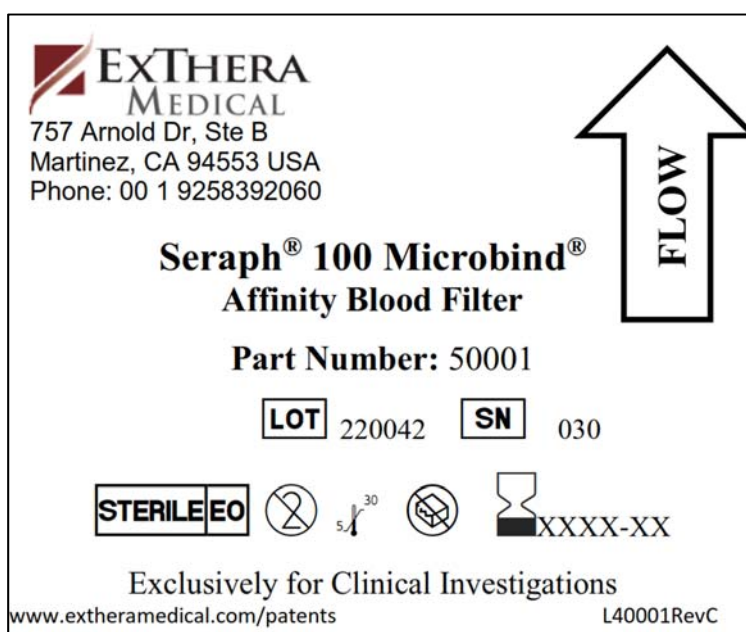 EXTHERA
MEDICAL
757 Arnold Dr, Ste B
Martinez, CA 94553 USA
Phone: 00 1 9258392060
FLOW
Seraph® 100 Microbind®
Affinity Blood Filter
Part Number: 50001
LOT 220042 SN 030
STERILE EO 2 5 30 XXXX-XX
Exclusively for Clinical Investigations
www.extheramedical.com/patents L40001RevC